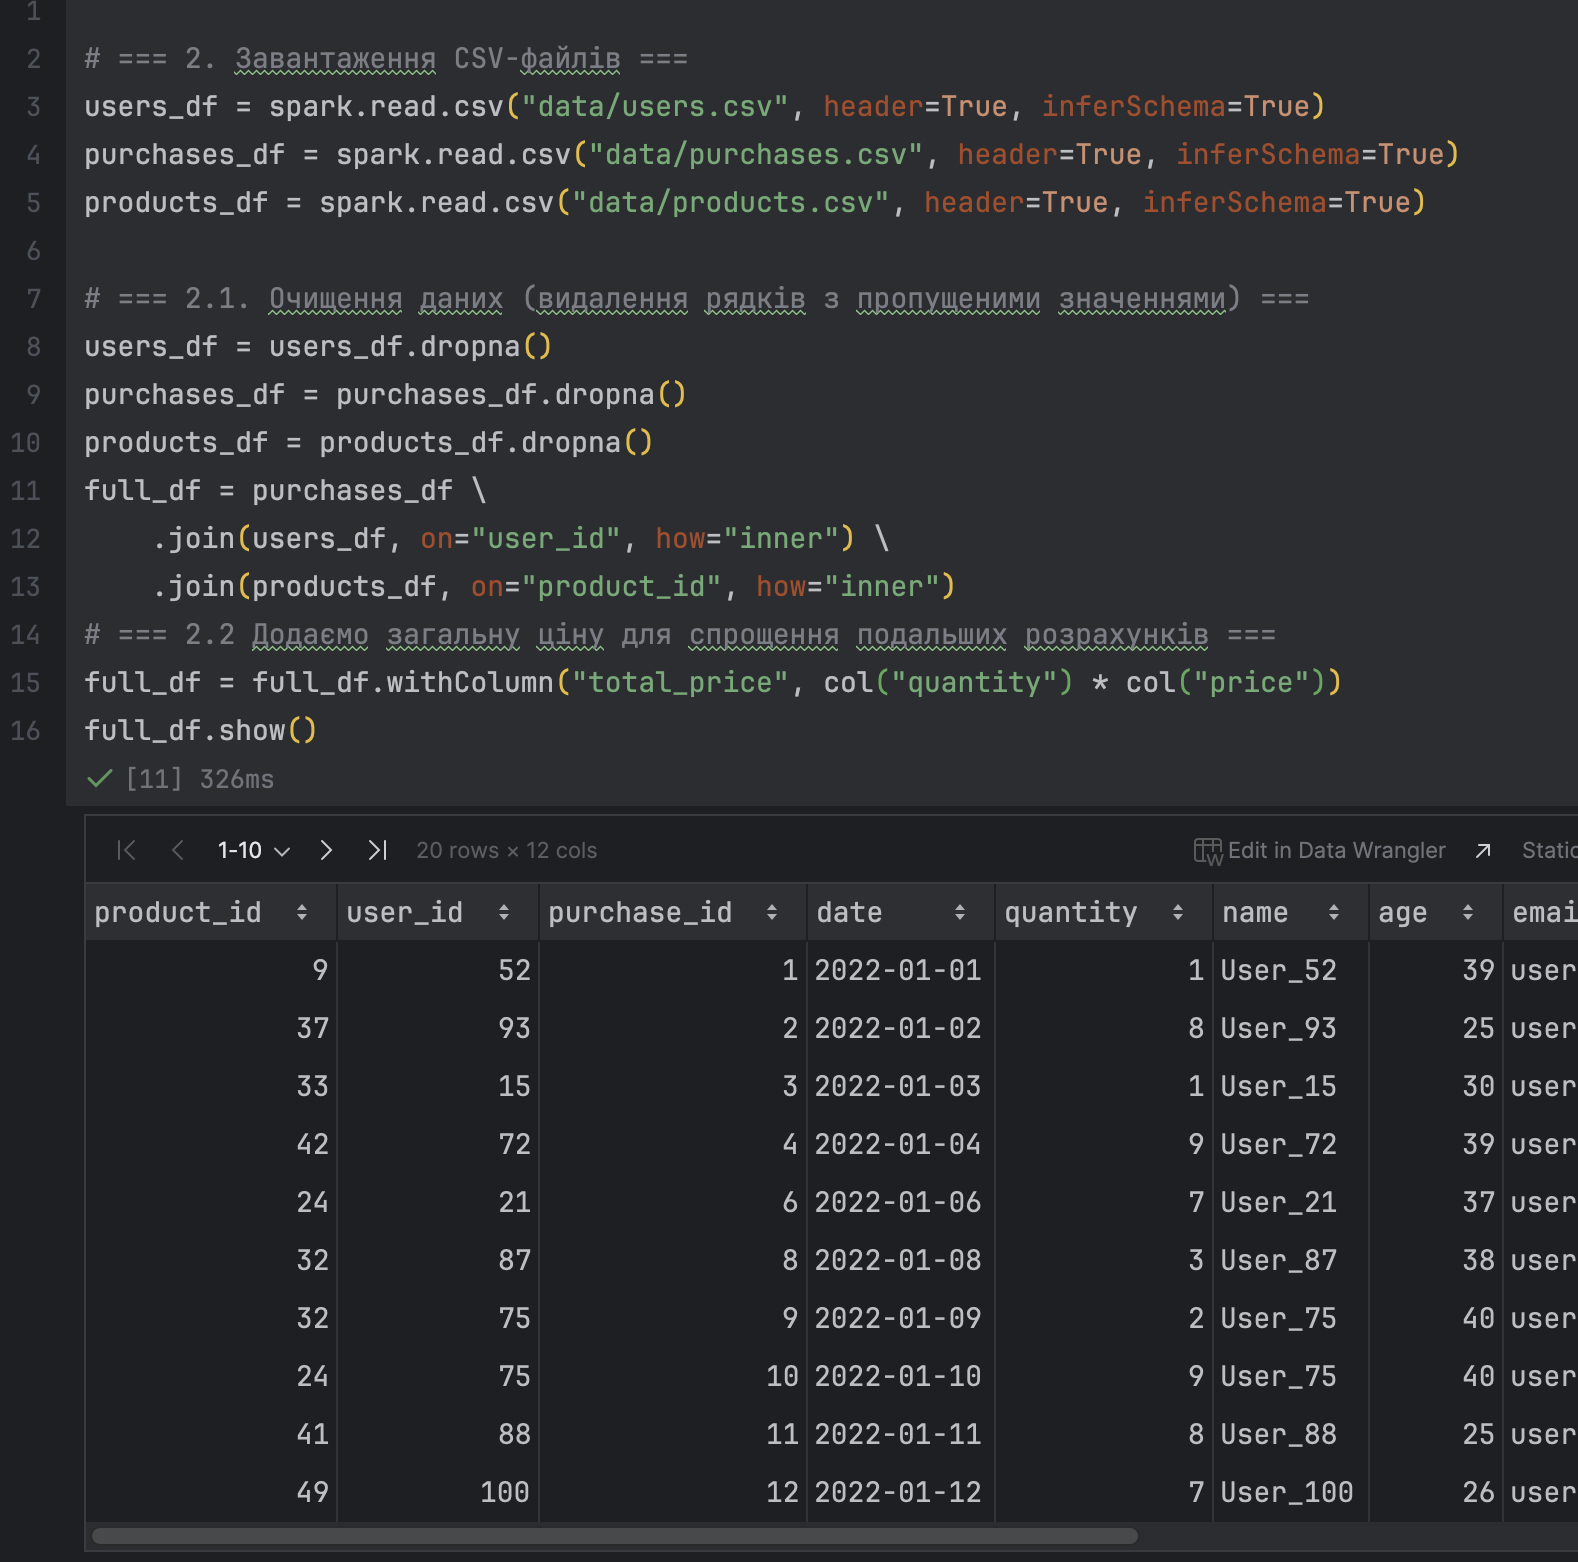 1
2 # === 2. Завантаження CSV-файлів ===
3 users_df = spark.read.csv("data/users.csv", header=True, inferSchema=True)
4 purchases_df = spark.read.csv("data/purchases.csv", header=True, inferSchema=True)
5 products_df = spark.read.csv("data/products.csv", header=True, inferSchema=True)
6
7 # === 2.1. Очищення даних (видалення рядків з пропущеними значеннями) ===
8 users_df = users_df.dropna()
9 purchases_df = purchases_df.dropna()
10 products_df = products_df.dropna()
11 full_df = purchases_df \
12     .join(users_df, on="user_id", how="inner") \
13     .join(products_df, on="product_id", how="inner")
14 # === 2.2 Додаємо загальну ціну для спрощення подальших розрахунків ===
15 full_df = full_df.withColumn("total_price", col("quantity") * col("price"))
16 full_df.show()
[11] 326ms
1-10 20 rows × 12 cols Edit in Data Wrangler Static
product_id user_id purchase_id date quantity name age emai
9 52 1 2022-01-01 1 User_52 39 user
37 93 2 2022-01-02 8 User_93 25 user
33 15 3 2022-01-03 1 User_15 30 user
42 72 4 2022-01-04 9 User_72 39 user
24 21 6 2022-01-06 7 User_21 37 user
32 87 8 2022-01-08 3 User_87 38 user
32 75 9 2022-01-09 2 User_75 40 user
24 75 10 2022-01-10 9 User_75 40 user
41 88 11 2022-01-11 8 User_88 25 user
49 100 12 2022-01-12 7 User_100 26 user